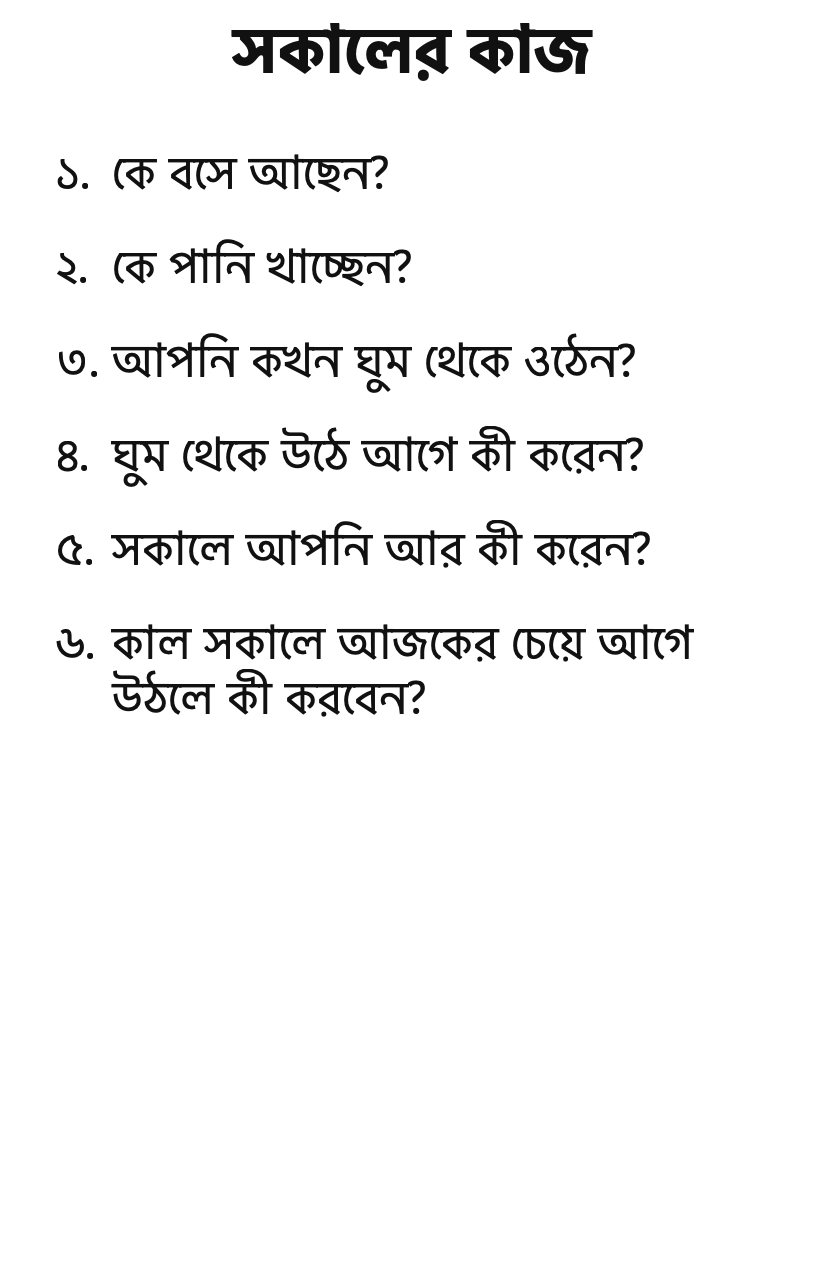 সকালের কাজ
১. কে বসে আছেন?
২. কে পানি খাচ্ছেন?
৩. আপনি কখন ঘুম থেকে ওঠেন?
৪. ঘুম থেকে উঠে আগে কী করেন?
৫. সকালে আপনি আর কী করেন?
৬. কাল সকালে আজকের চেয়ে আগে
উঠলে কী করবেন?